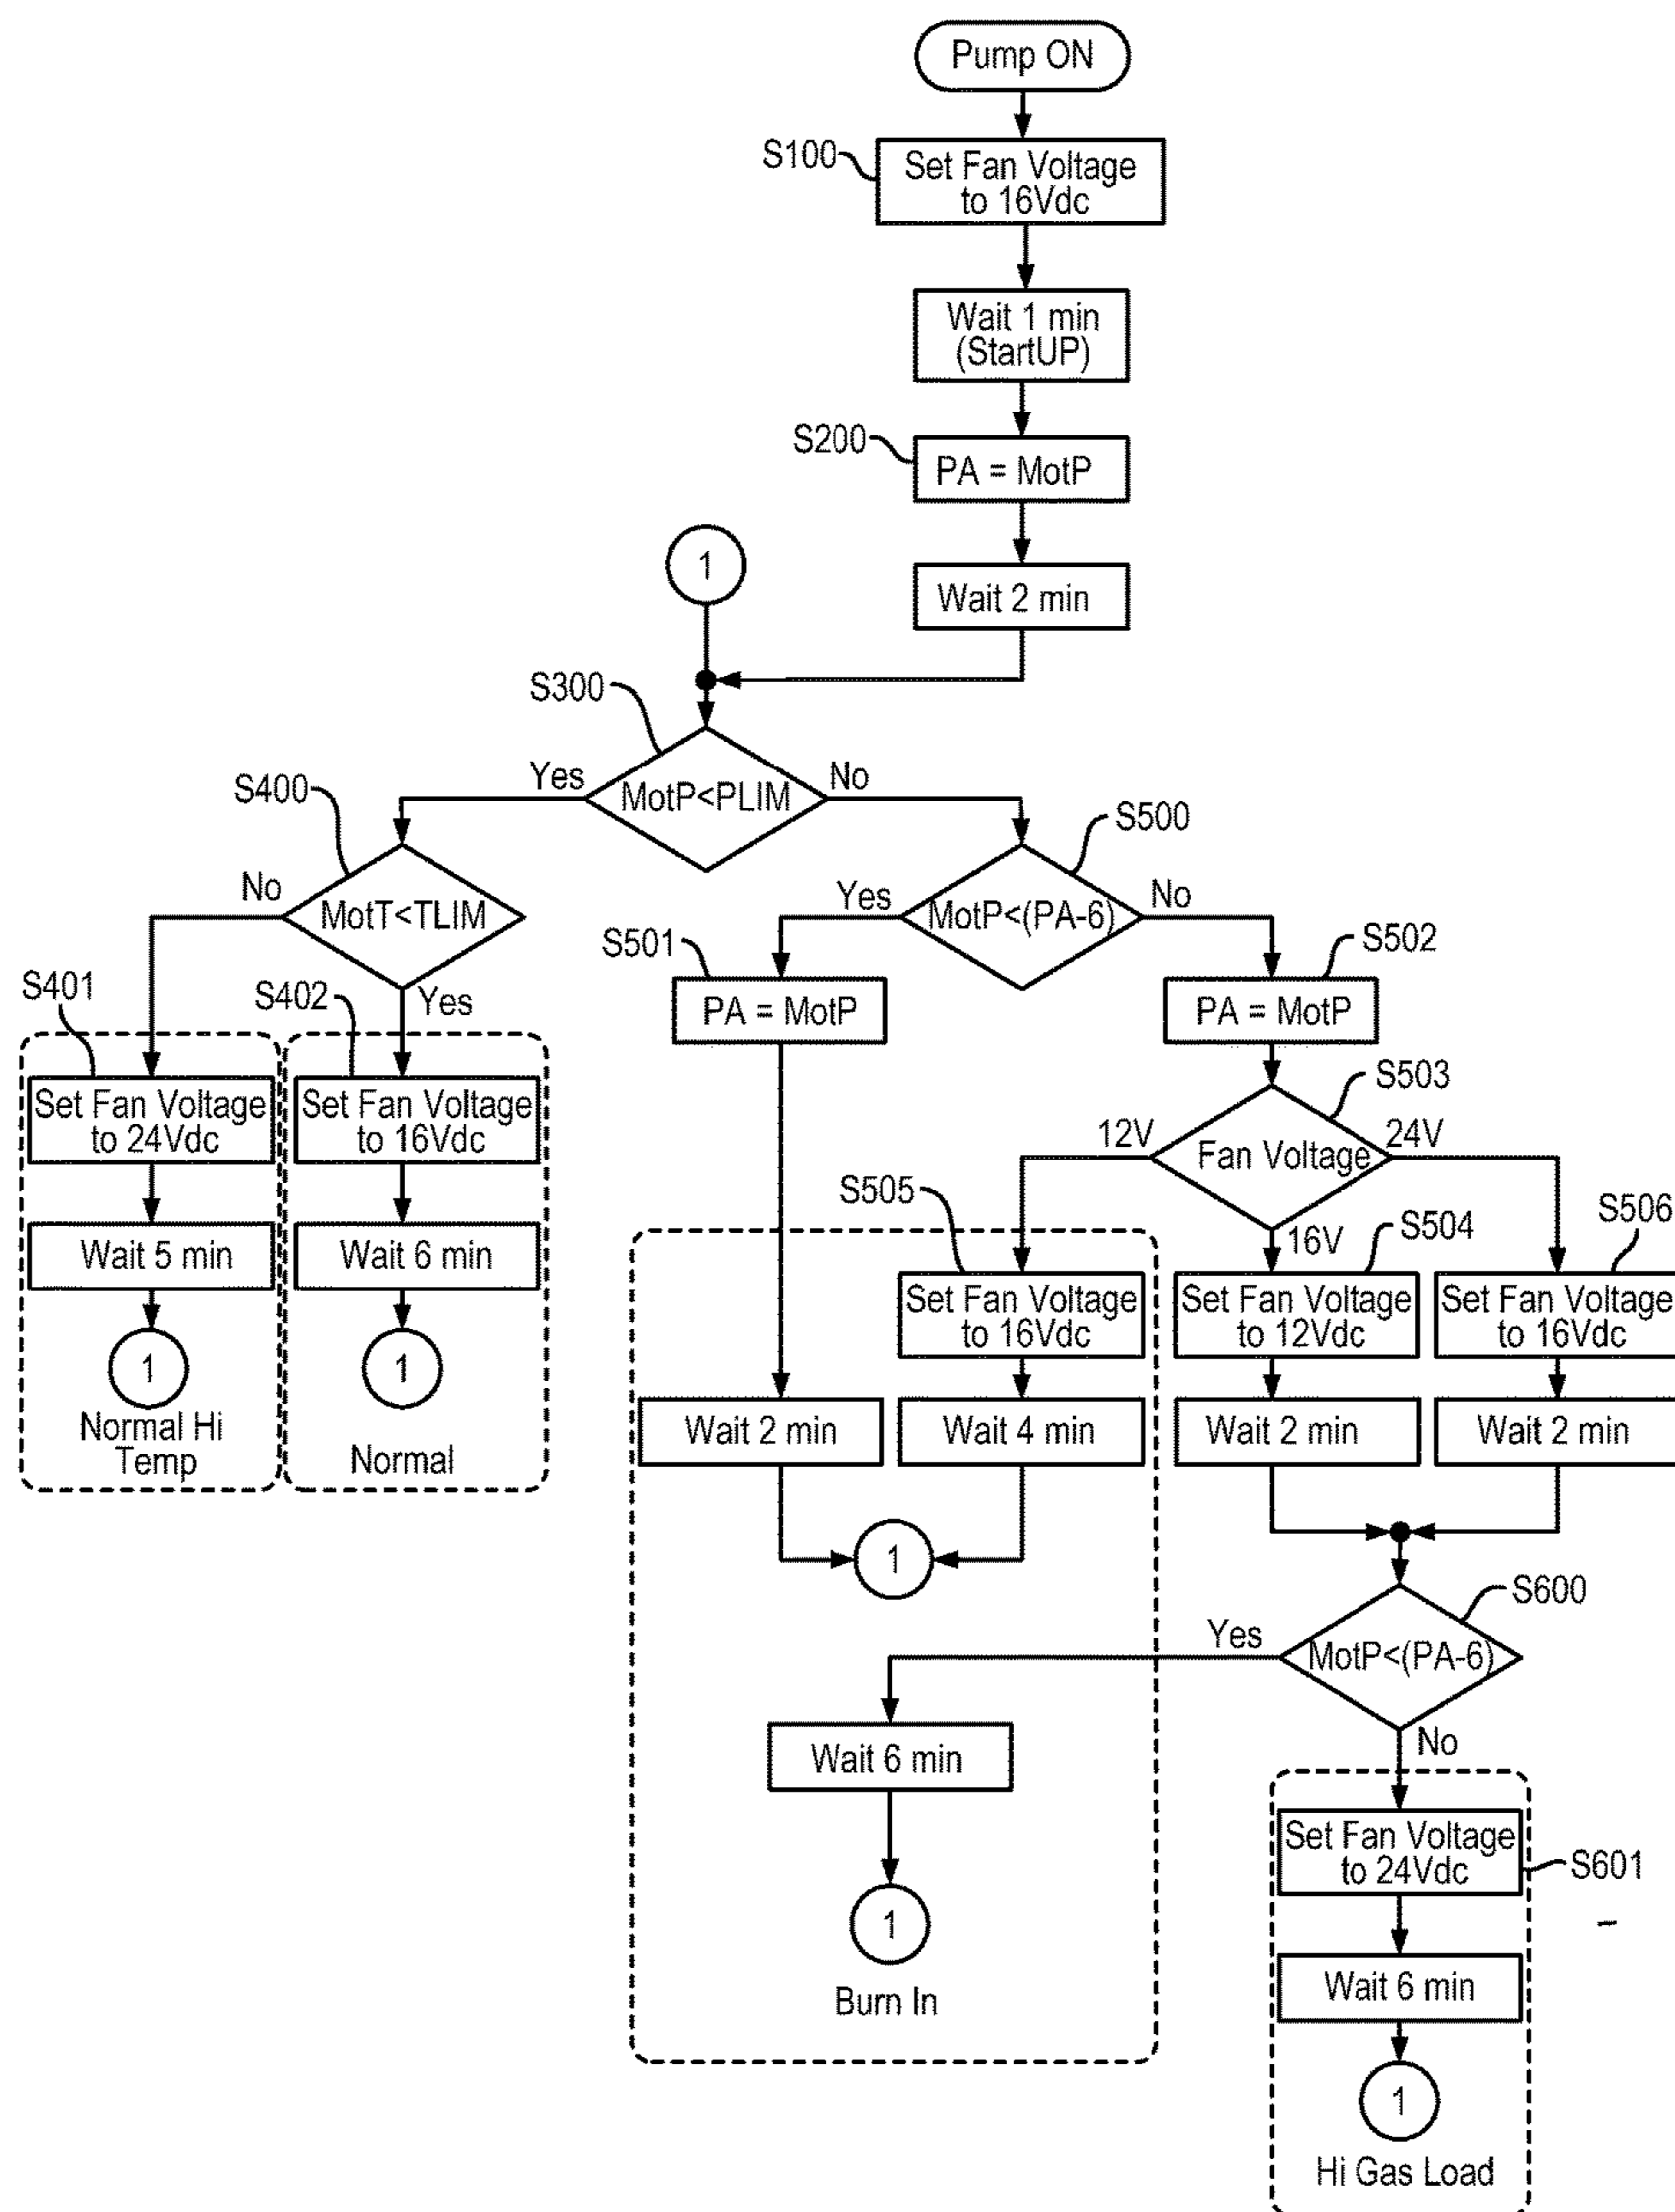 Pump ON
S100
Set Fan Voltage
to 16Vdc
Wait 1 min
(StartUP)
S200
PA = MotP
1
Wait 2 min
S300
Yes
MotP<PLIM
No
S400
No
MotT<TLIM
Yes
S500
Yes
MotP<(PA-6)
No
S401
S402
S501
PA = MotP
S502
PA = MotP
Set Fan Voltage
to 24Vdc
Wait 5 min
1
Normal Hi
Temp
Set Fan Voltage
to 16Vdc
Wait 6 min
1
Normal
S503
12V
Fan Voltage
24V
16V
S505
S504
S506
Set Fan Voltage
to 16Vdc
Set Fan Voltage
to 12Vdc
Set Fan Voltage
to 16Vdc
Wait 2 min
Wait 4 min
Wait 2 min
Wait 2 min
1
S600
Yes
MotP<(PA-6)
No
Wait 6 min
1
Burn In
Set Fan Voltage
to 24Vdc
S601
Wait 6 min
1
Hi Gas Load